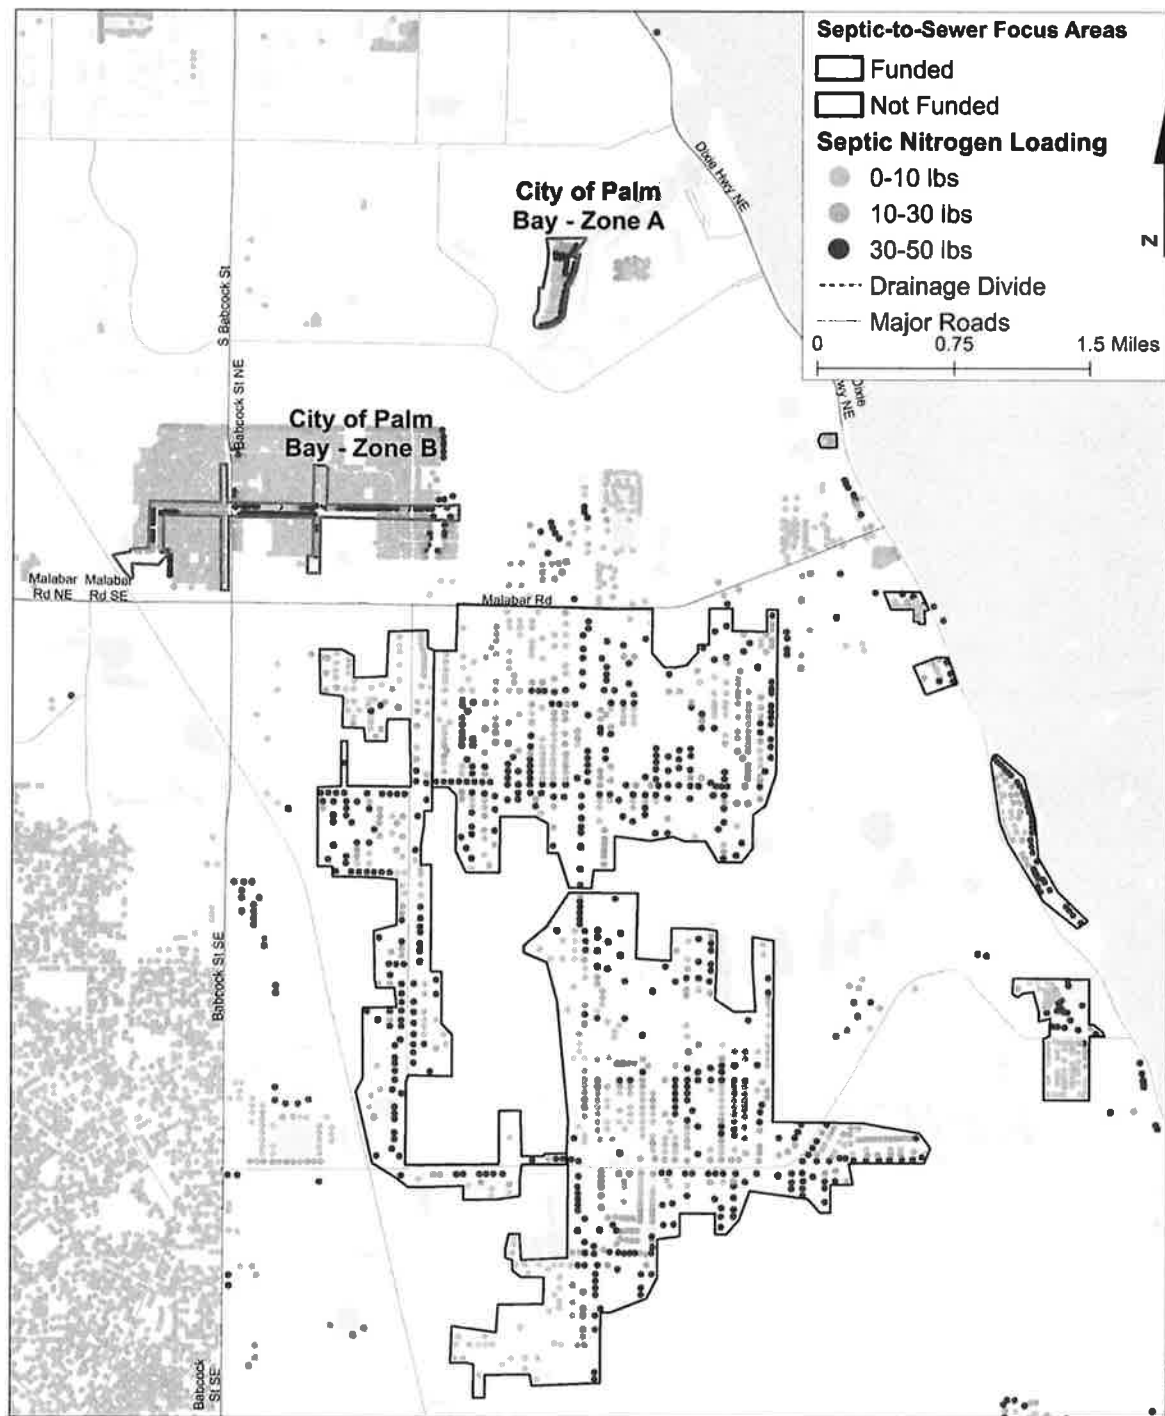 Septic-to-Sewer Focus Areas
Funded
Not Funded
Septic Nitrogen Loading
0-10 lbs
10-30 lbs
30-50 lbs
Drainage Divide
Major Roads
0 0.75 1.5 Miles
N
Dixie Hwy NE
City of Palm
Bay - Zone A
S Babcock St
Babcock St NE
Dixie
Hwy NE
City of Palm
Bay - Zone B
Malabar
Rd NE
Malabar
Rd SE
Malabar Rd
Babcock St SE
Babcock
St SE